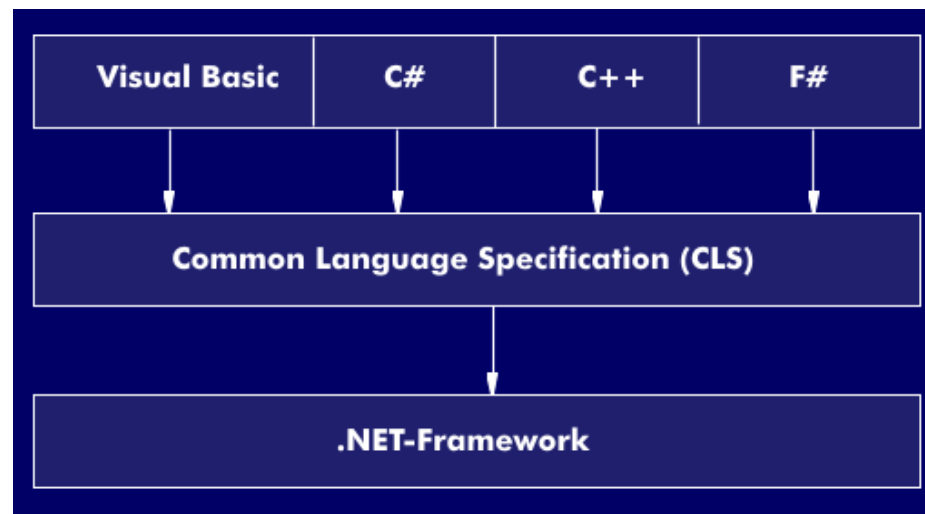 Visual Basic C# C++ F#
Common Language Specification (CLS)
.NET-Framework